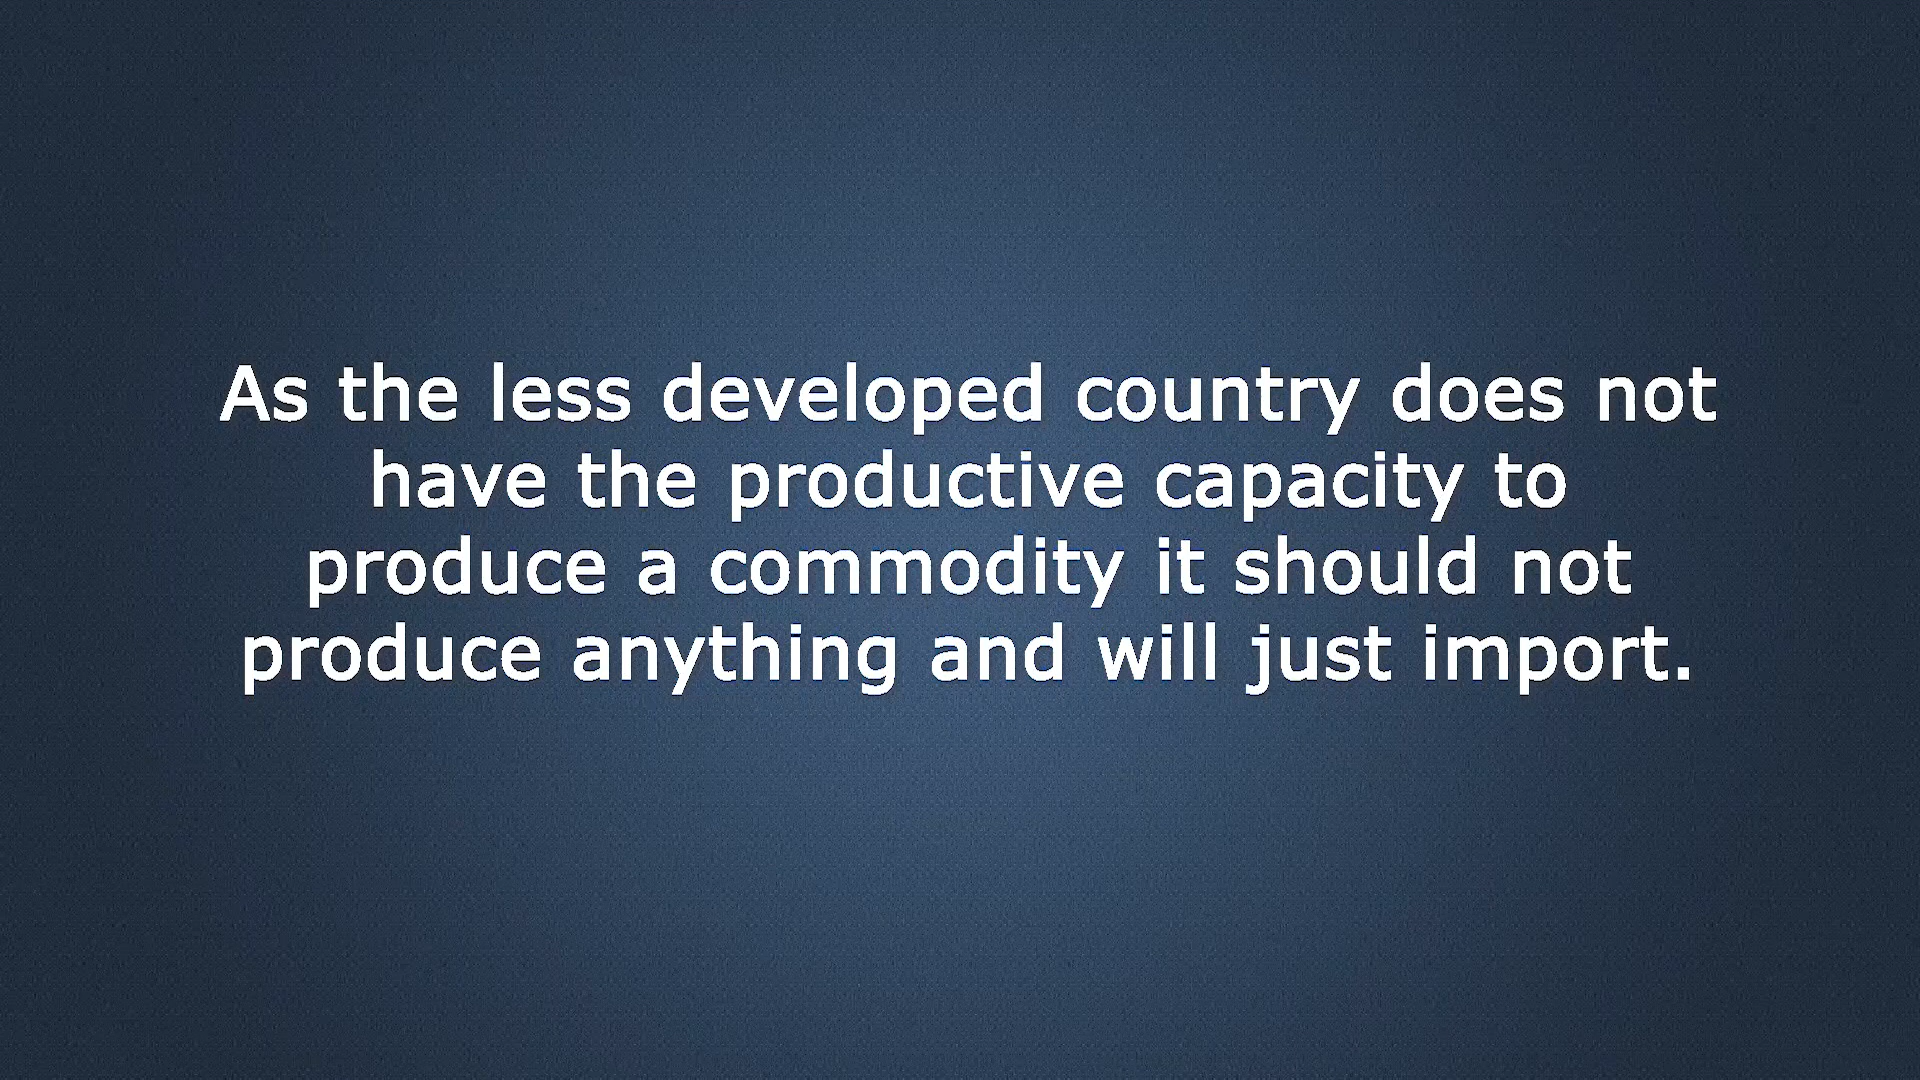 As the less developed country does not
have the productive capacity to
produce a commodity it should not
produce anything and will just import.